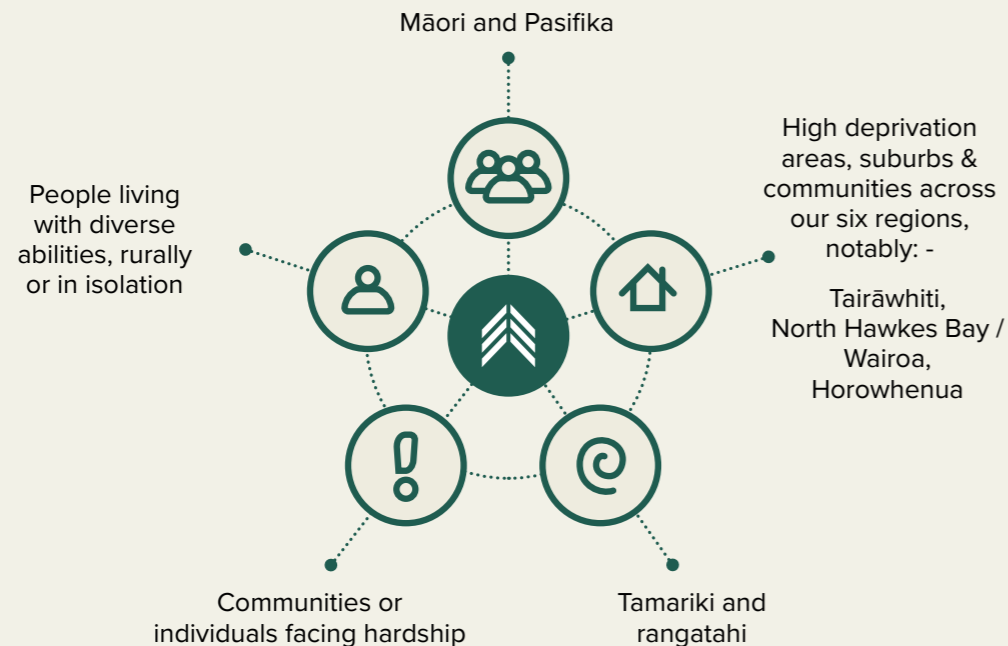 Māori and Pasifika
High deprivation
areas, suburbs &
communities across
our six regions,
notably: -
Tairāwhiti,
North Hawkes Bay /
Wairoa,
Horowhenua
People living
with diverse
abilities, rurally
or in isolation
Communities or
individuals facing hardship
Tamariki and
rangatahi